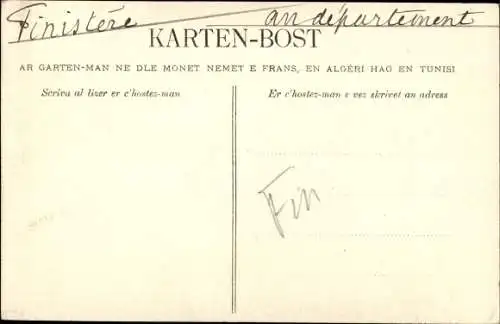 Finistère an département
KARTEN-BOST
AR GARTEN-MAN NE DLE MONET NEMET E FRANS, EN ALGÉRI HAG EN TUNISI
Scriva al lizer er c'hostez-man
Er c'hostez-man e vez skrivet an adress
Fin